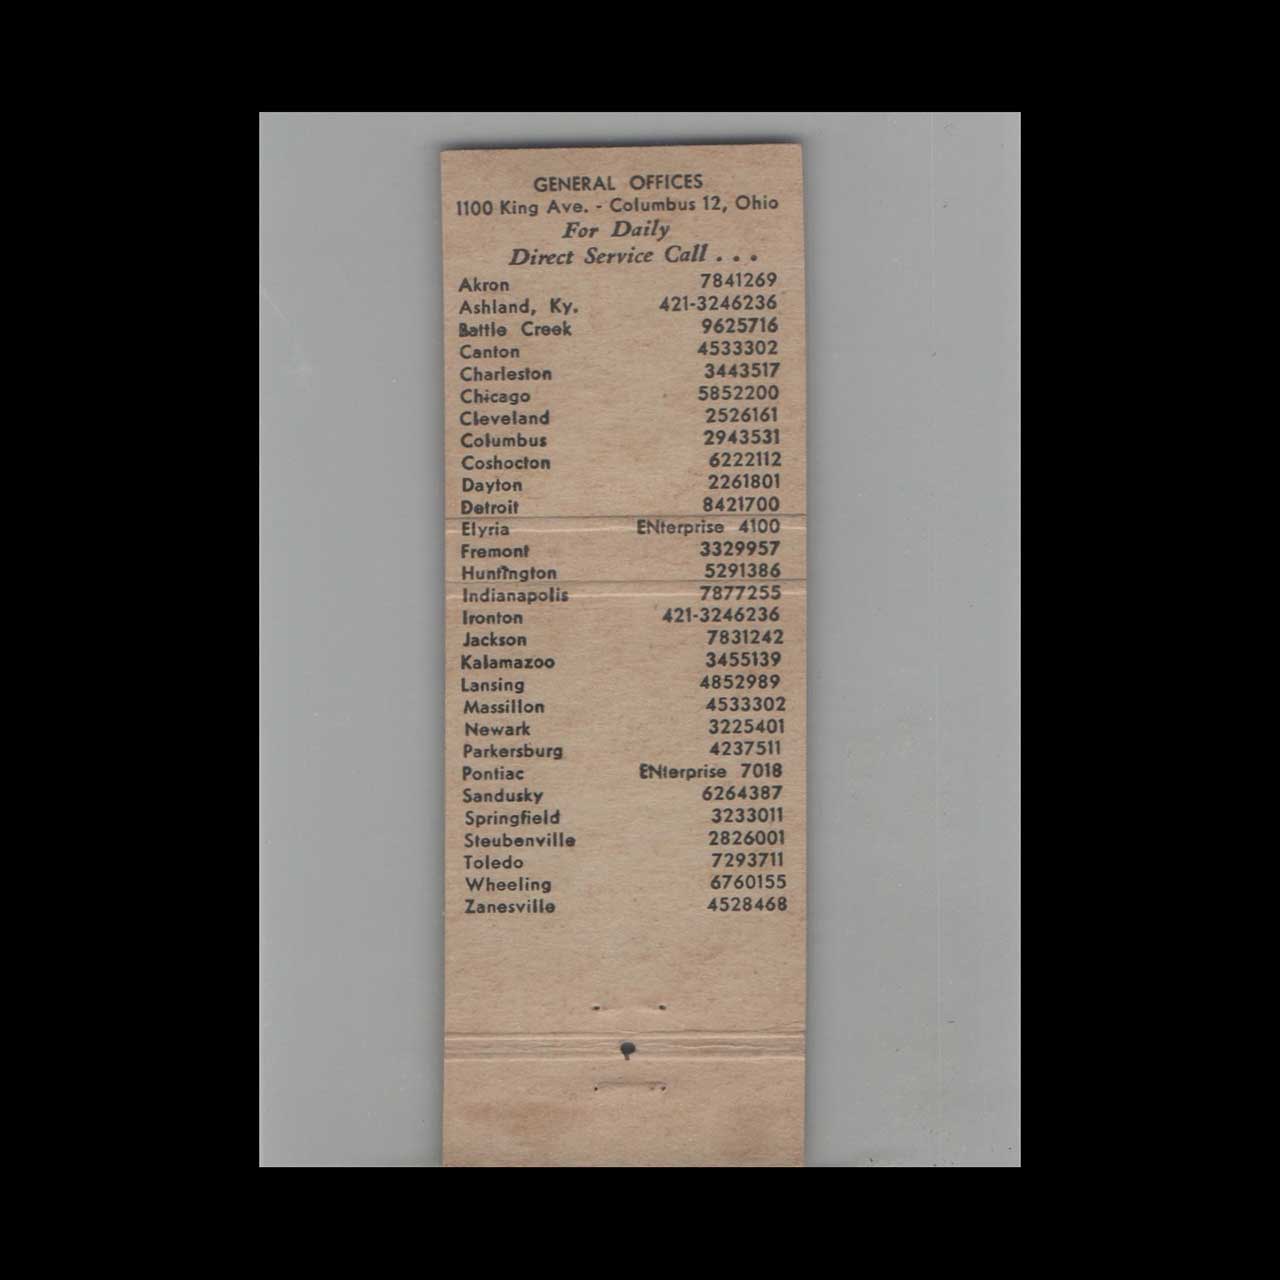 GENERAL OFFICES
1100 King Ave. - Columbus 12, Ohio
For Daily
Direct Service Call . . .
Akron 7841269
Ashland, Ky. 421-3246236
Battle Creek 9625716
Canton 4533302
Charleston 3443517
Chicago 5852200
Cleveland 2526161
Columbus 2943531
Coshocton 6222112
Dayton 2261801
Detroit 8421700
Elyria ENterprise 4100
Fremont 3329957
Huntington 5291386
Indianapolis 7877255
Ironton 421-3246236
Jackson 7831242
Kalamazoo 3455139
Lansing 4852989
Massillon 4533302
Newark 3225401
Parkersburg 4237511
Pontiac ENterprise 7018
Sandusky 6264387
Springfield 3233011
Steubenville 2826001
Toledo 7293711
Wheeling 6760155
Zanesville 4528468